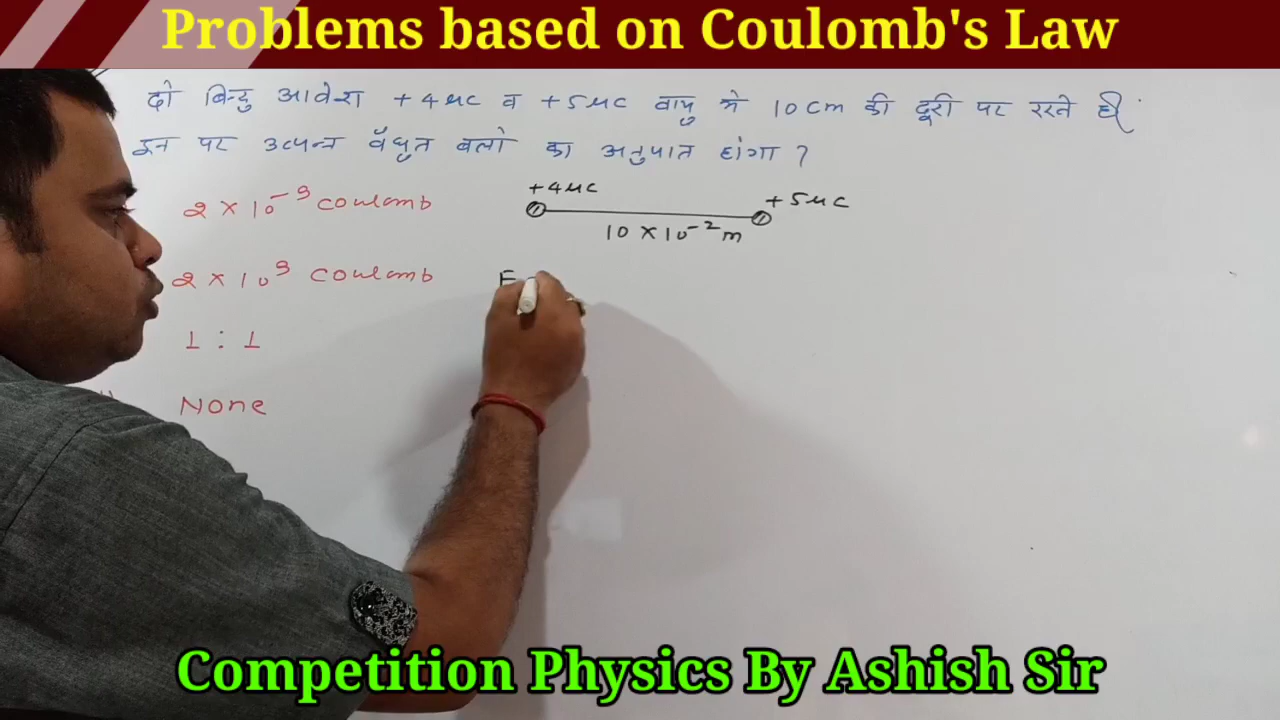 Problems based on Coulomb's Law
दो बिन्दु आवेश +4μc व +5μc वायु मे 10cm की दूरी पर रखे है।
इन पर उत्पन्न वैधुत बलो का अनुपात होगा ?
2 × 10⁻⁹ coulomb
+4μc
+5μc
10 × 10⁻² m
2 × 10⁹ coulomb
F
1 : 1
None
Competition Physics By Ashish Sir